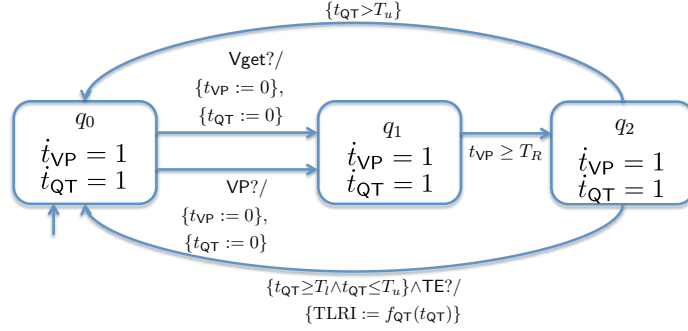 {t_QT>T_u}
Vget?/
{t_VP := 0},
{t_QT := 0}
q_0
ṫ_VP = 1
ṫ_QT = 1
q_1
ṫ_VP = 1
ṫ_QT = 1
t_VP ≥ T_R
q_2
ṫ_VP = 1
ṫ_QT = 1
VP?/
{t_VP := 0},
{t_QT := 0}
{t_QT≥T_l∧t_QT≤T_u}∧TE?/
{TLRI := f_QT(t_QT)}